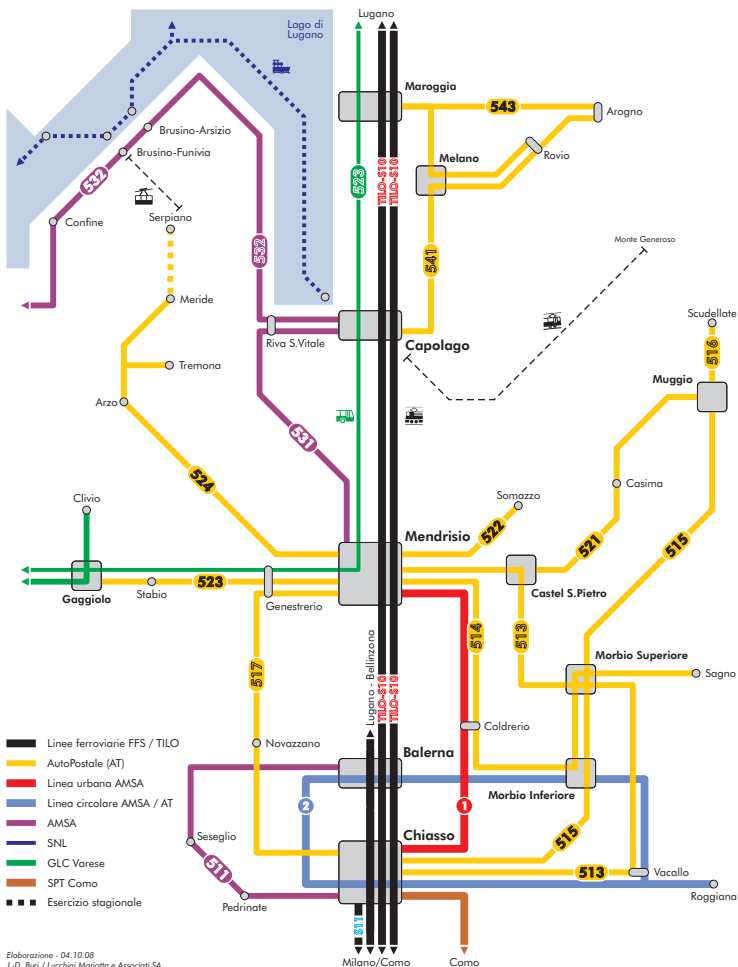 Lugano
Lago di
Lugano
Maroggia
543
Arogno
Brusino-Arsizio
Melano
Rovio
Brusino-Funivia
532
523
TILO-S10
TILO-S10
Serpiano
Confine
532
541
Monte Generoso
Meride
Scudellate
Riva S.Vitale
Capolago
516
Tremona
Muggio
Arzo
531
524
Casima
Clivio
Somazzo
Mendrisio
522
521
515
Gaggiolo
Stabio
523
Genestrerio
Castel S.Pietro
514
513
517
Lugano - Bellinzona
TILO-S10
TILO-S10
Morbio Superiore
Sagno
Coldrerio
Novazzano
Balerna
Morbio Inferiore
2
1
Chiasso
Seseglio
515
511
513
Vacallo
Pedrinate
Roggiana
S11
Milano/Como
Como
Linee ferroviarie FFS / TILO
AutoPostale (AT)
Linea urbana AMSA
Linea circolare AMSA / AT
AMSA
SNL
GLC Varese
SPT Como
Esercizio stagionale
Elaborazione - 04.10.08
J.-D. Buri / Lucchini Mariotta e Associati SA